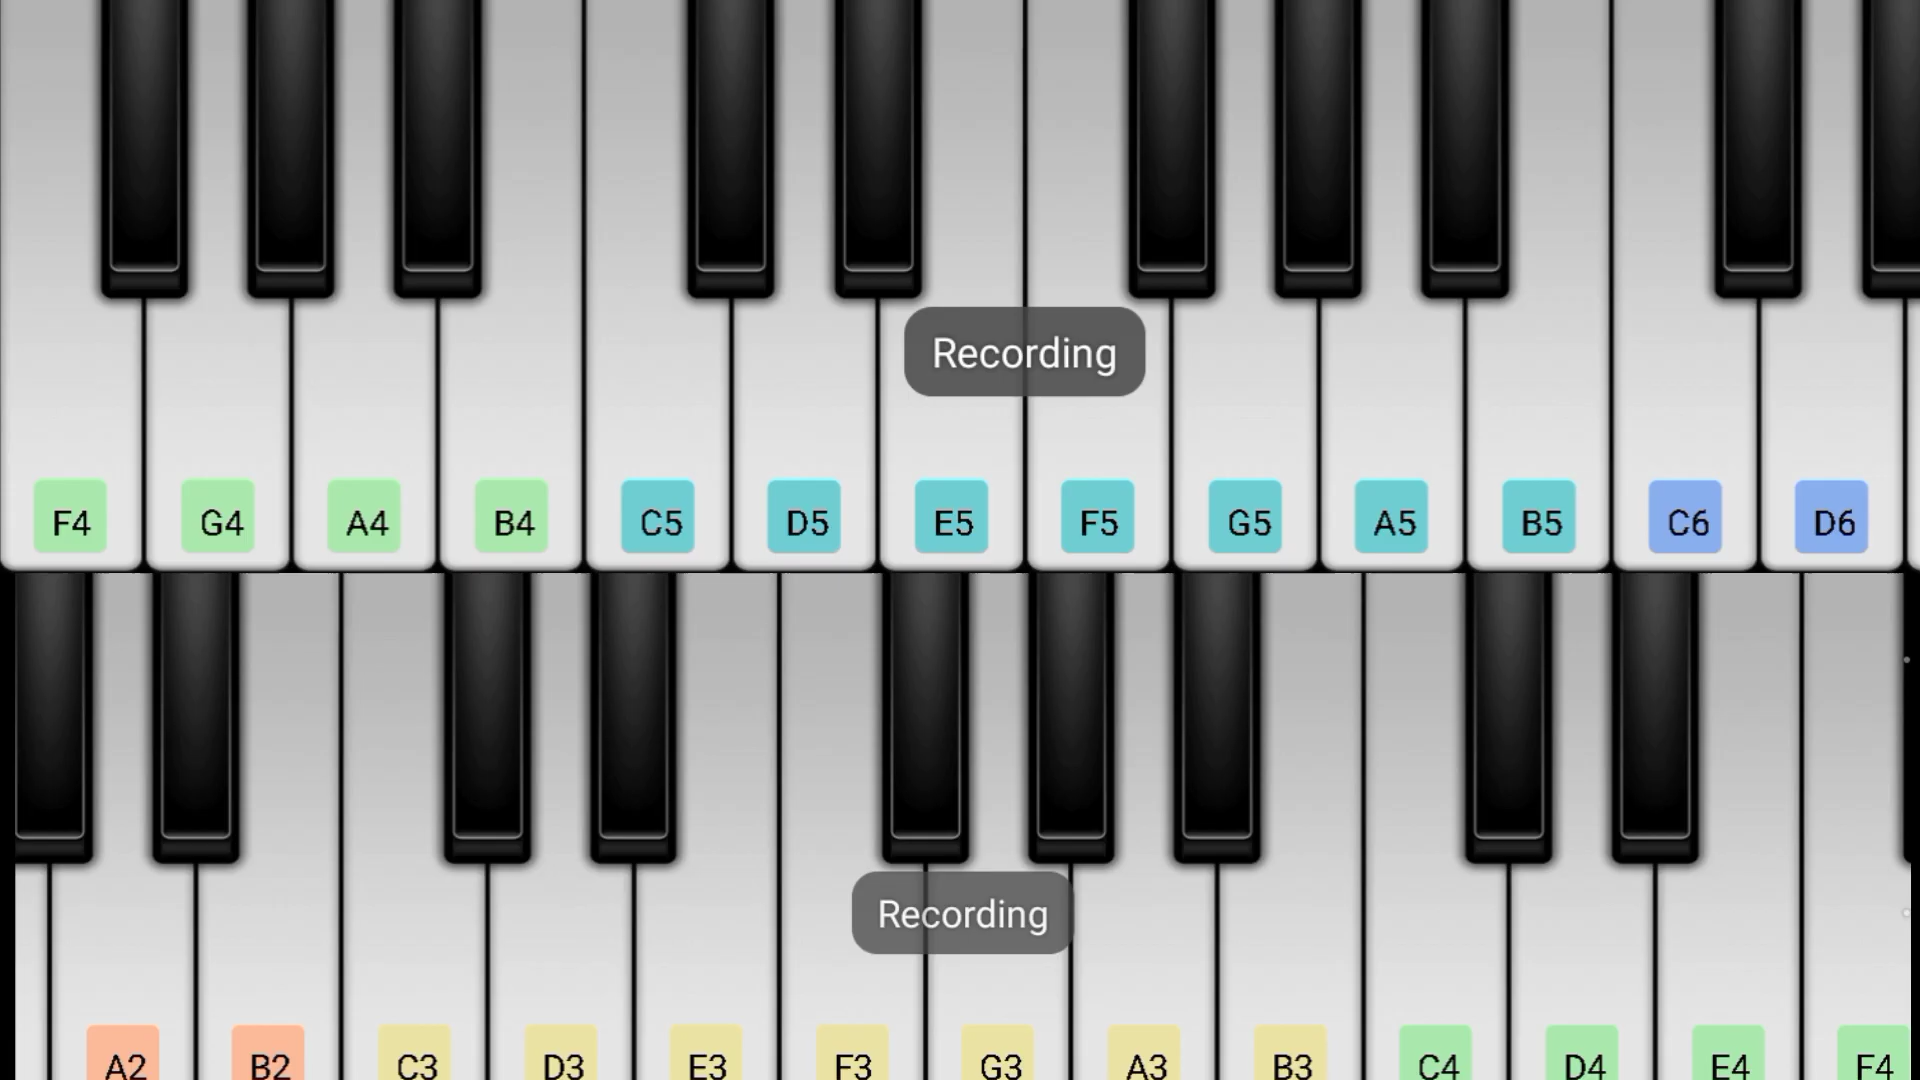 Recording
F4 G4 A4 B4 C5 D5 E5 F5 G5 A5 B5 C6 D6
Recording
A2 B2 C3 D3 E3 F3 G3 A3 B3 C4 D4 E4 F4